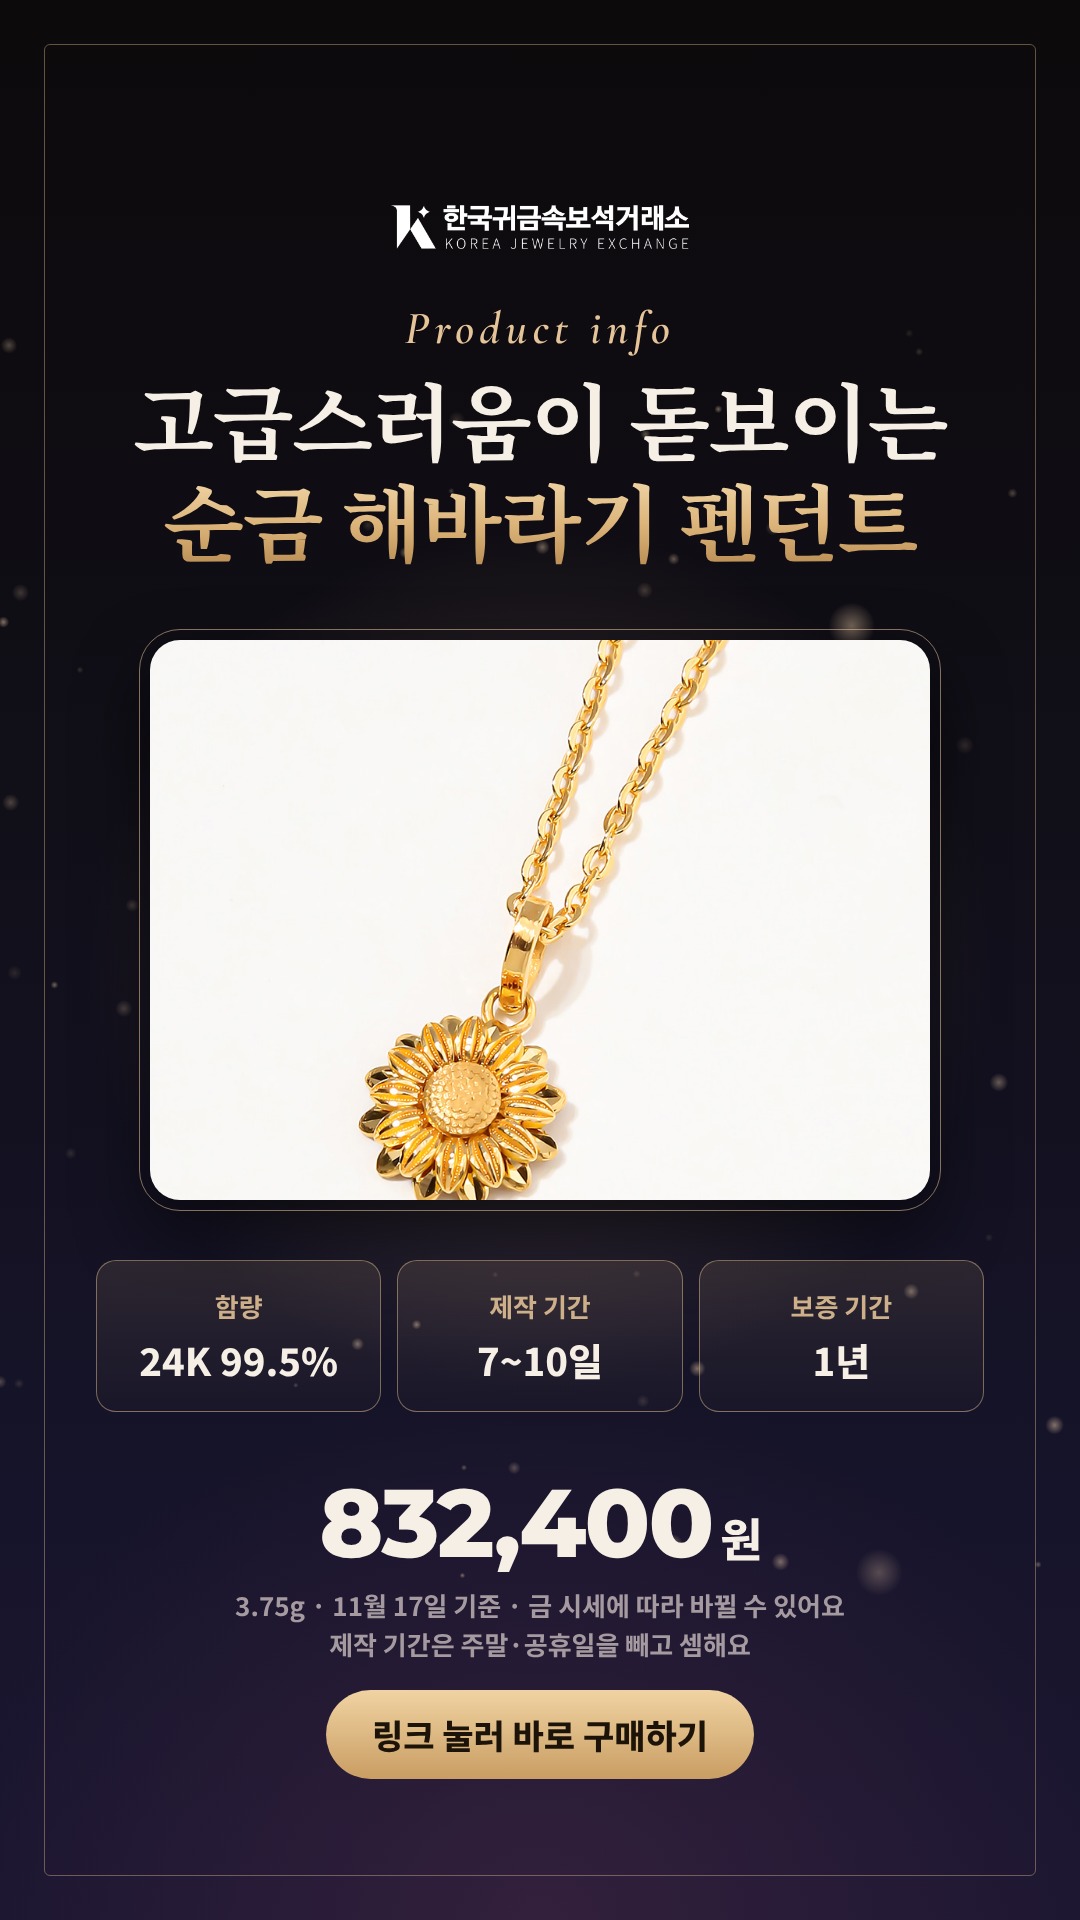 한국귀금속보석거래소
KOREA JEWELRY EXCHANGE
Product info
고급스러움이 돋보이는
순금 해바라기 펜던트
함량
24K 99.5%
제작 기간
7~10일
보증 기간
1년
832,400원
3.75g · 11월 17일 기준 · 금 시세에 따라 바뀔 수 있어요
제작 기간은 주말·공휴일을 빼고 셈해요
링크 눌러 바로 구매하기